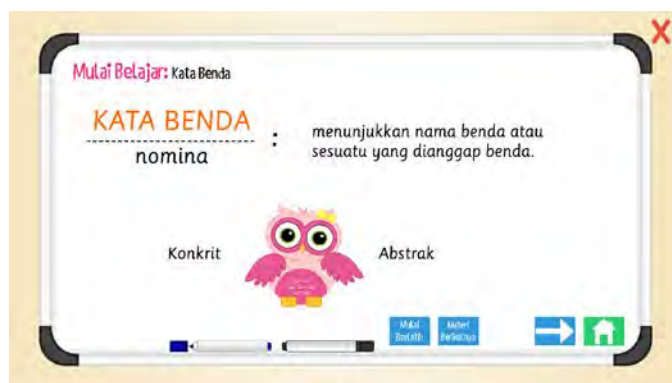 Mulai Belajar: Kata Benda
KATA BENDA
nomina
:
menunjukkan nama benda atau
sesuatu yang dianggap benda.
Konkrit
Abstrak
Mulai
Berlatih
Materi
Berikutnya
X